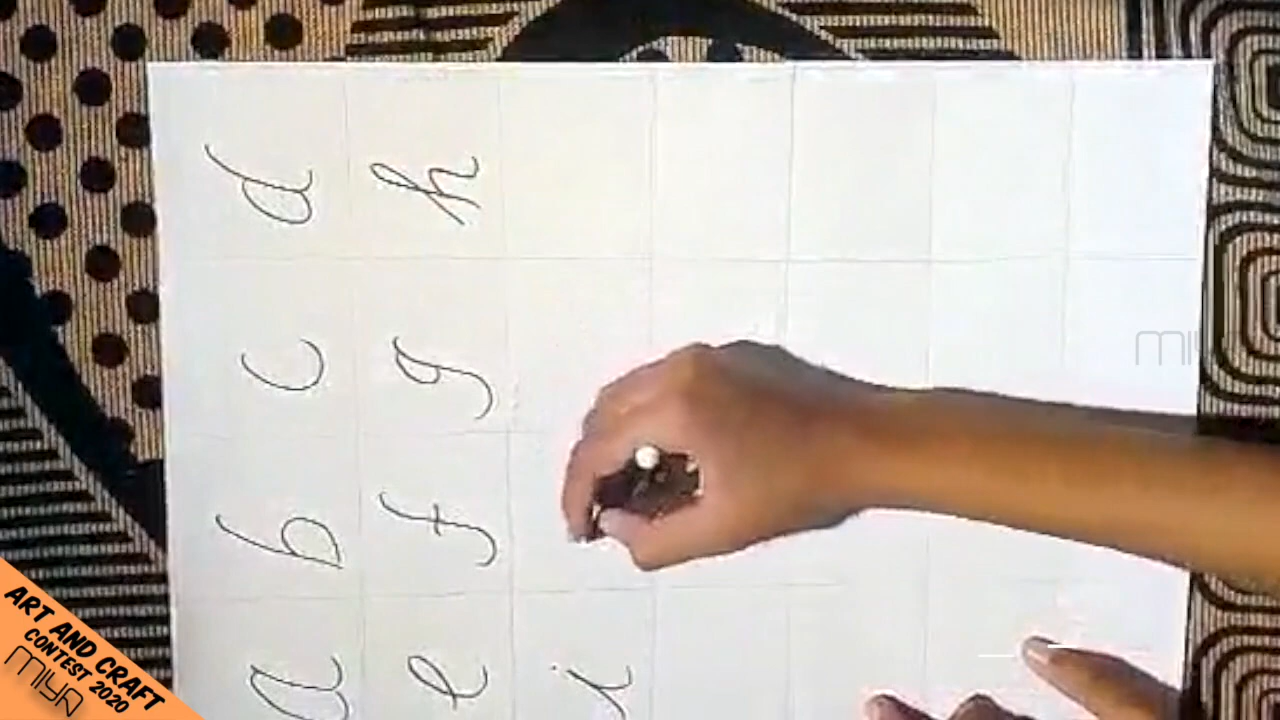 a b c d
e f g h
i
ART AND CRAFT
CONTEST 2020
MIYA